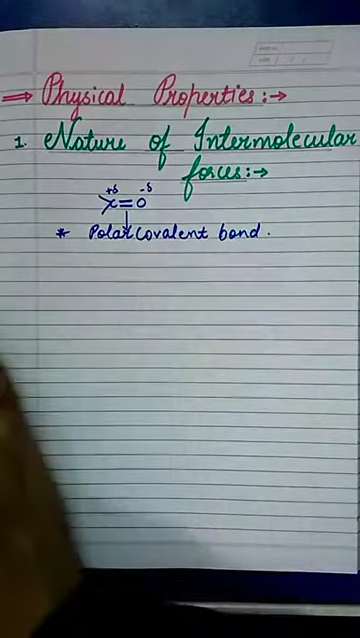 ⇒ Physical Properties:→
1. Nature of Intermolecular
forces:→
+δ -δ
>C=O
* Polar covalent bond.